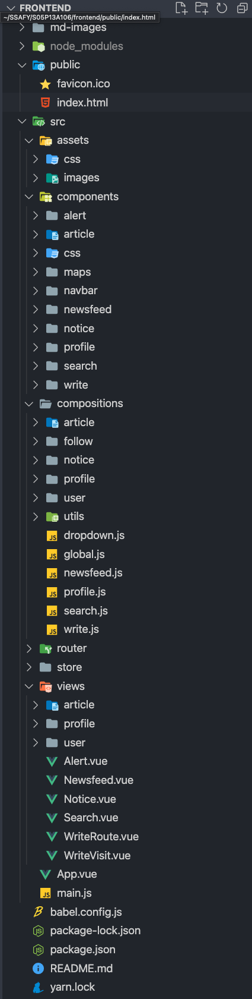 FRONTEND
~/SSAFY/S05P13A106/frontend/public/index.html
md-images
node_modules
public
favicon.ico
index.html
src
assets
css
images
components
alert
article
css
maps
navbar
newsfeed
notice
profile
search
write
compositions
article
follow
notice
profile
user
utils
dropdown.js
global.js
newsfeed.js
profile.js
search.js
write.js
router
store
views
article
profile
user
Alert.vue
Newsfeed.vue
Notice.vue
Search.vue
WriteRoute.vue
WriteVisit.vue
App.vue
main.js
babel.config.js
package-lock.json
package.json
README.md
yarn.lock